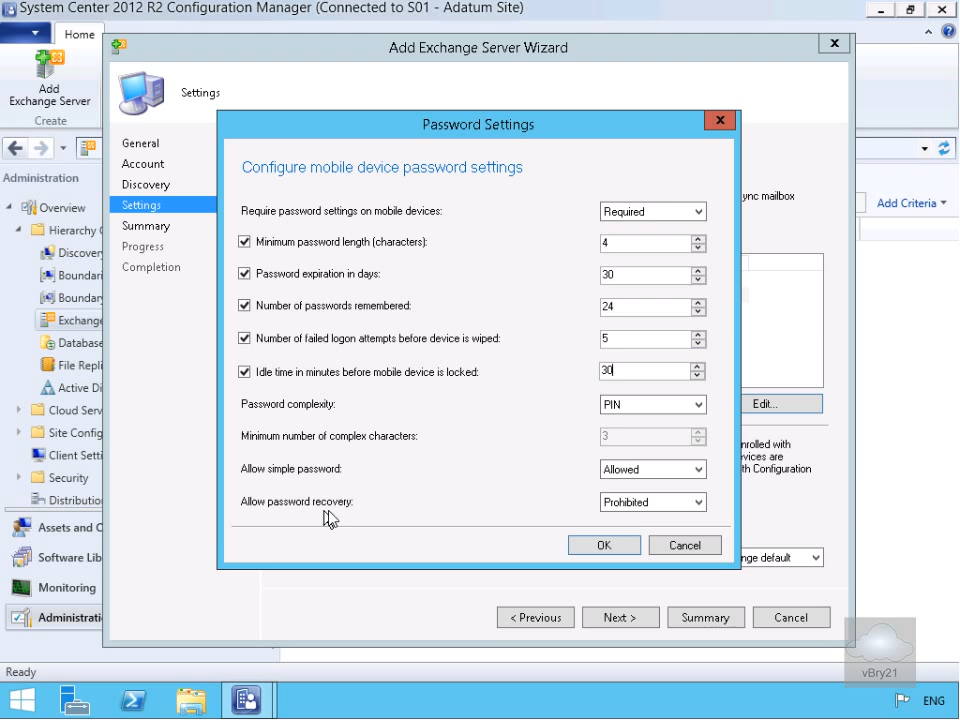 System Center 2012 R2 Configuration Manager (Connected to S01 - Adatum Site)
Home
Add Exchange Server Wizard
Add
Exchange Server
Create
Settings
Password Settings
Configure mobile device password settings
General
Account
Discovery
Settings
Summary
Progress
Completion
Administration
Overview
Hierarchy
Discover
Boundari
Boundar
Exchange
Database
File Repli
Active Di
Cloud Serv
Site Config
Client Setti
Security
Distributio
Assets and C
Software Lib
Monitoring
Administrati
Require password settings on mobile devices: Required
Minimum password length (characters): 4
Password expiration in days: 30
Number of passwords remembered: 24
Number of failed logon attempts before device is wiped: 5
Idle time in minutes before mobile device is locked: 30
Password complexity: PIN
Minimum number of complex characters: 3
Allow simple password: Allowed
Allow password recovery: Prohibited
OK Cancel
ync mailbox
Add Criteria
Edit...
nrolled with
evices are
th Configuration
nge default
< Previous Next > Summary Cancel
vBry21
Ready
ENG